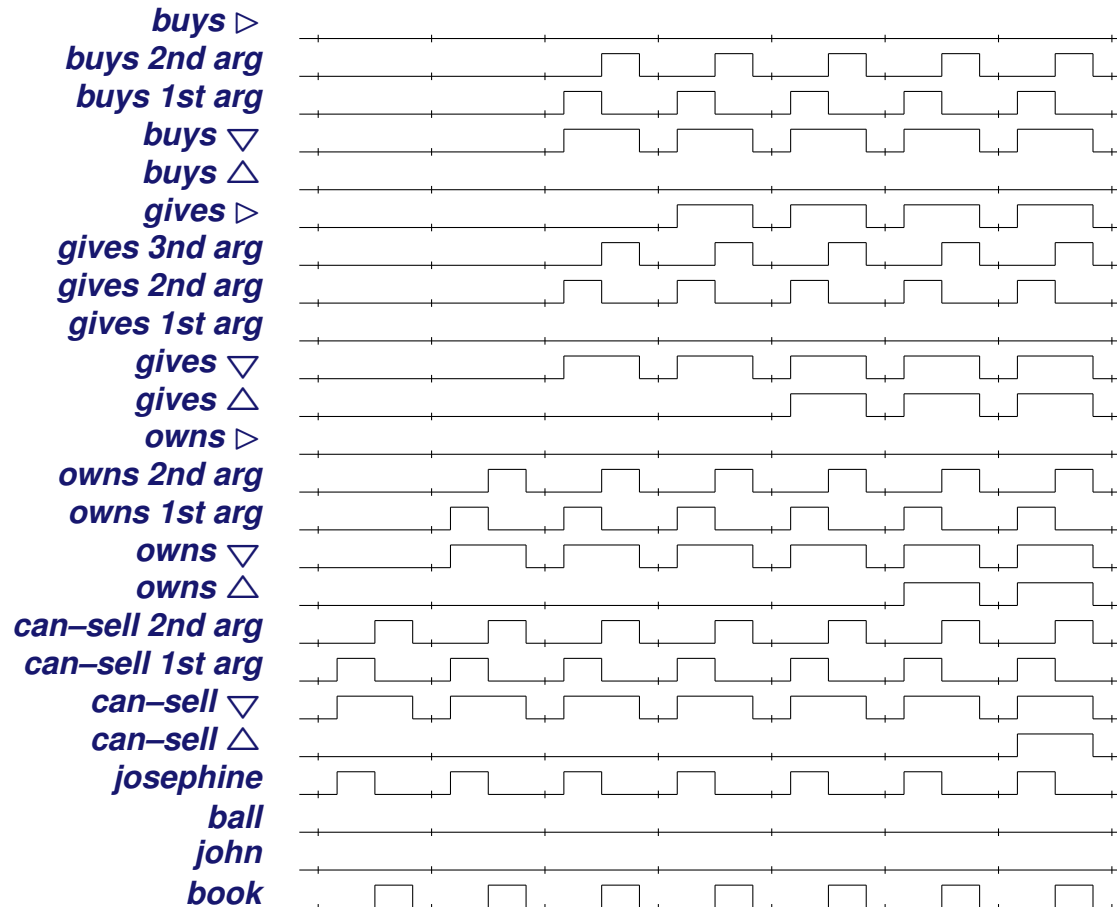 buys ▷
buys 2nd arg
buys 1st arg
buys ▽
buys △
gives ▷
gives 3nd arg
gives 2nd arg
gives 1st arg
gives ▽
gives △
owns ▷
owns 2nd arg
owns 1st arg
owns ▽
owns △
can–sell 2nd arg
can–sell 1st arg
can–sell ▽
can–sell △
josephine
ball
john
book